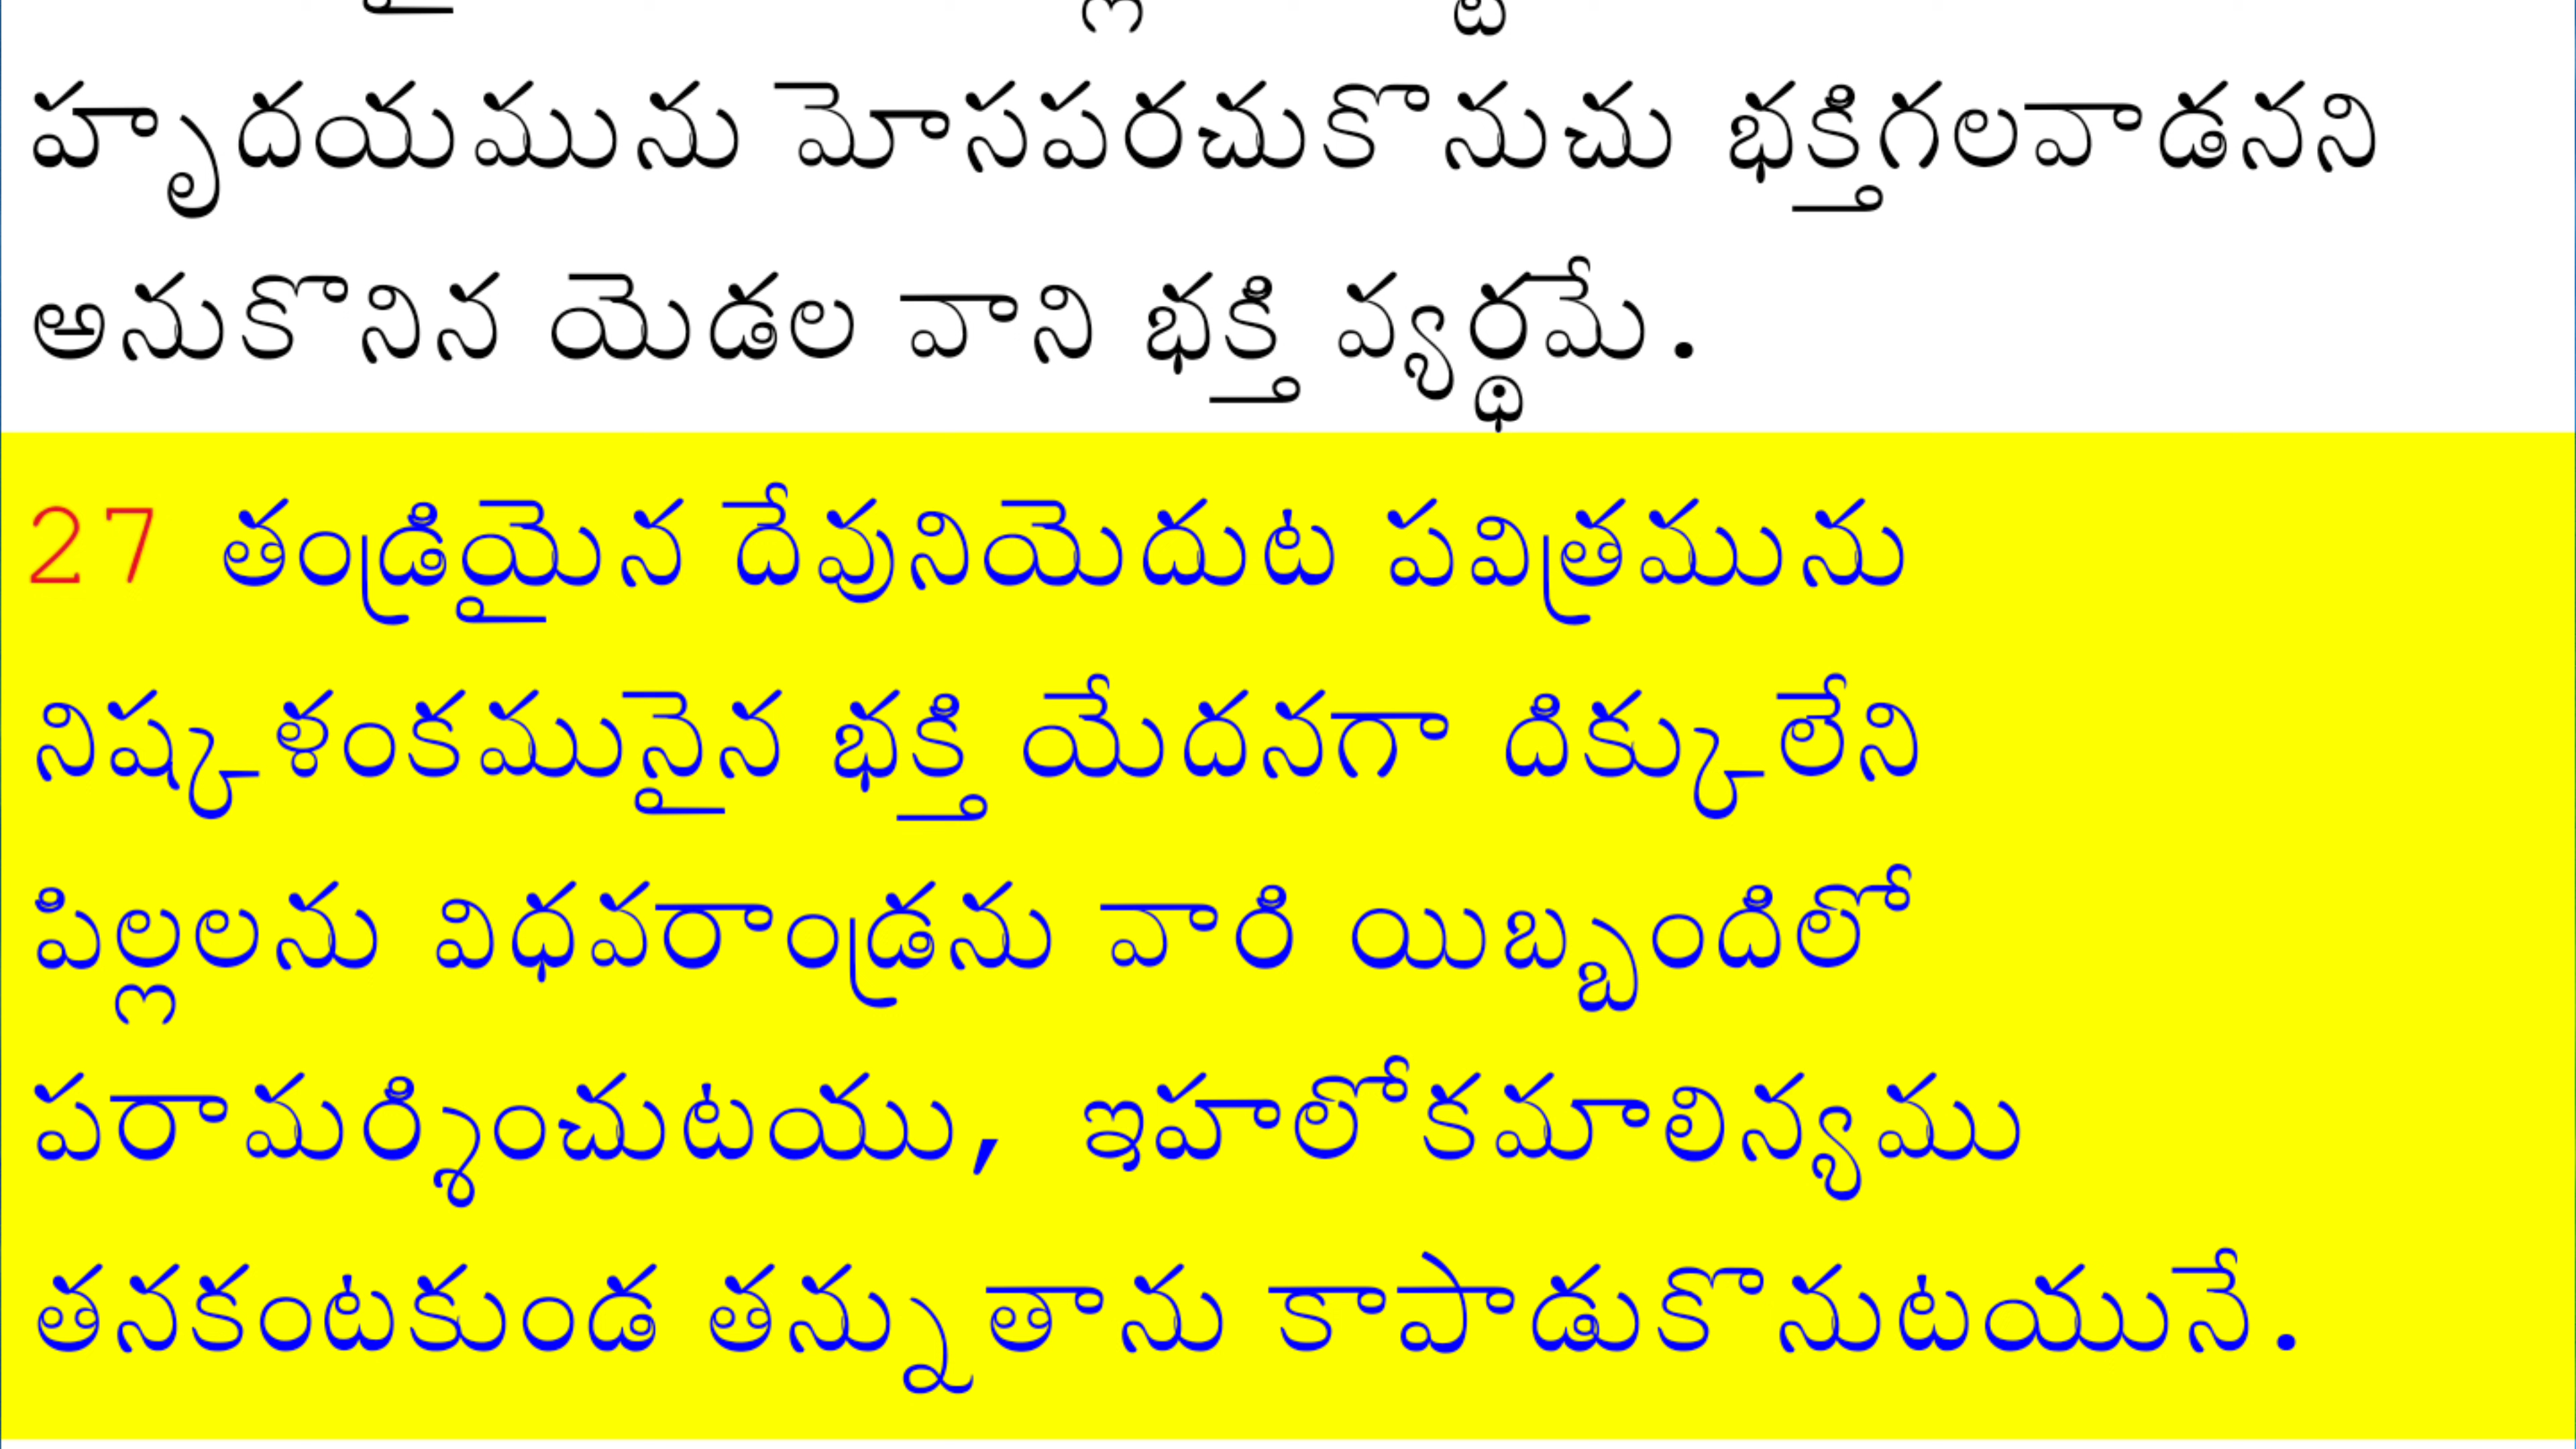 హృదయమును మోసపరచుకొనుచు భక్తిగలవాడనని
అనుకొనిన యెడల వాని భక్తి వ్యర్థమే.
27 తండ్రియైన దేవునియెదుట పవిత్రమును
నిష్కళంకమునైన భక్తి యేదనగా దిక్కులేని
పిల్లలను విధవరాండ్రను వారి యిబ్బందిలో
పరామర్శించుటయు, ఇహలోకమాలిన్యము
తనకంటకుండ తన్నుతాను కాపాడుకొనుటయునే.